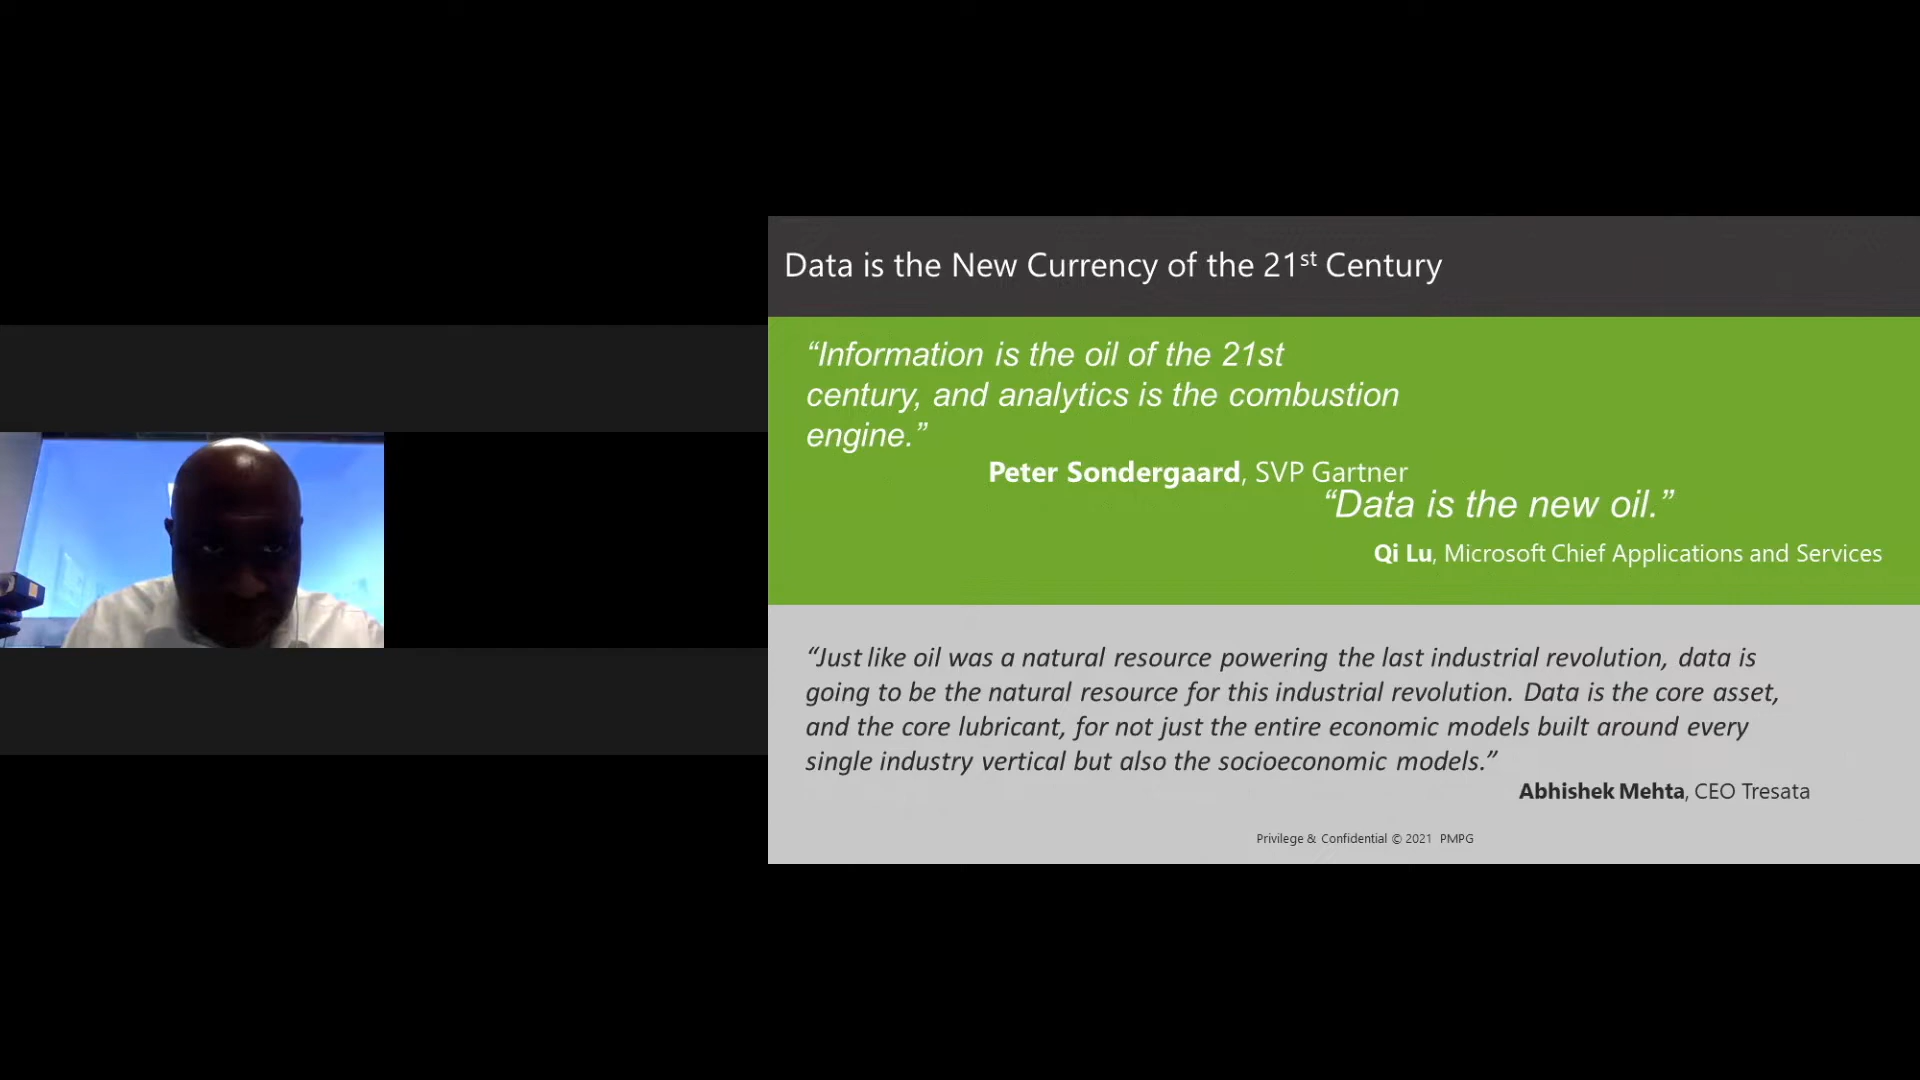 Data is the New Currency of the 21st Century
“Information is the oil of the 21st
century, and analytics is the combustion
engine.”
Peter Sondergaard, SVP Gartner
“Data is the new oil.”
Qi Lu, Microsoft Chief Applications and Services
“Just like oil was a natural resource powering the last industrial revolution, data is
going to be the natural resource for this industrial revolution. Data is the core asset,
and the core lubricant, for not just the entire economic models built around every
single industry vertical but also the socioeconomic models.”
Abhishek Mehta, CEO Tresata
Privilege & Confidential © 2021 PMPG